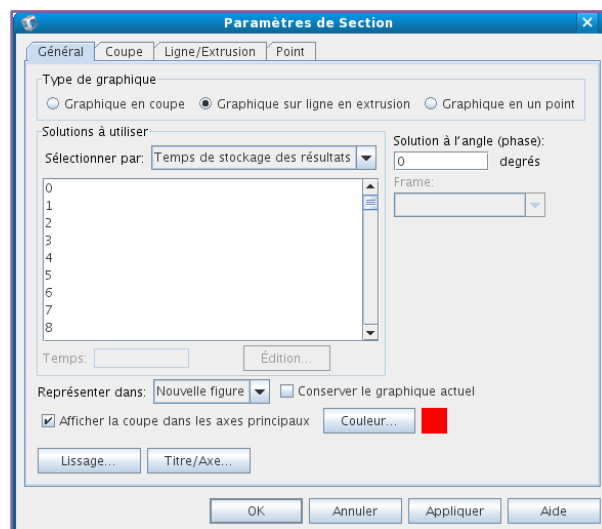 Paramètres de Section
Général Coupe Ligne/Extrusion Point
Type de graphique
Graphique en coupe Graphique sur ligne en extrusion Graphique en un point
Solutions à utiliser
Sélectionner par: Temps de stockage des résultats
0
1
2
3
4
5
6
7
8
Temps: Édition...
Solution à l'angle (phase):
0 degrés
Frame:
Représenter dans: Nouvelle figure Conserver le graphique actuel
Afficher la coupe dans les axes principaux Couleur...
Lissage... Titre/Axe...
OK Annuler Appliquer Aide